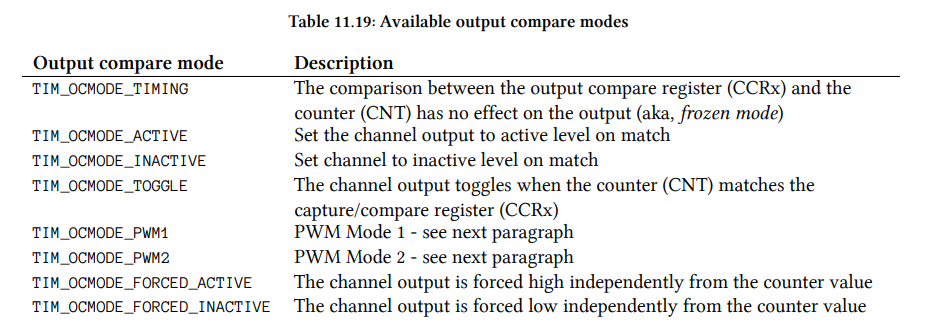 Table 11.19: Available output compare modes
Output compare mode Description
TIM_OCMODE_TIMING The comparison between the output compare register (CCRx) and the
counter (CNT) has no effect on the output (aka, frozen mode)
TIM_OCMODE_ACTIVE Set the channel output to active level on match
TIM_OCMODE_INACTIVE Set channel to inactive level on match
TIM_OCMODE_TOGGLE The channel output toggles when the counter (CNT) matches the
capture/compare register (CCRx)
TIM_OCMODE_PWM1 PWM Mode 1 - see next paragraph
TIM_OCMODE_PWM2 PWM Mode 2 - see next paragraph
TIM_OCMODE_FORCED_ACTIVE The channel output is forced high independently from the counter value
TIM_OCMODE_FORCED_INACTIVE The channel output is forced low independently from the counter value